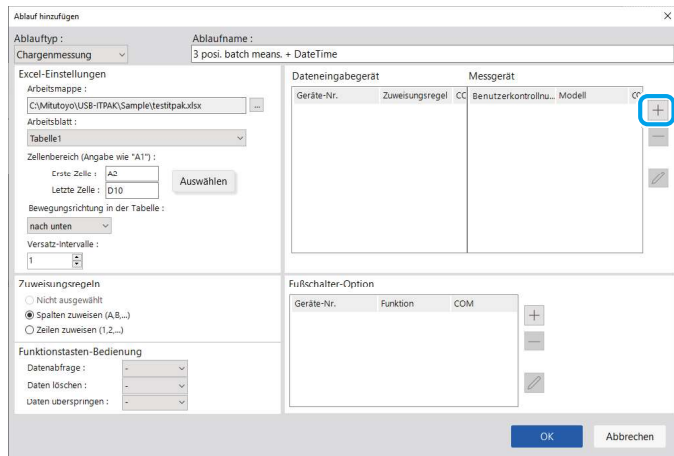 Ablauf hinzufügen
Ablauftyp :
Ablaufname :
Chargenmessung
3 posi. batch means. + DateTime
Excel-Einstellungen
Arbeitsmappe :
C:\Mitutoyo\USB-ITPAK\Sample\testitpak.xlsx
...
Arbeitsblatt :
Tabelle1
Zellenbereich (Angabe wie "A1") :
Erste Zelle :
A2
Letzte Zelle :
D10
Auswählen
Bewegungsrichtung in der Tabelle :
nach unten
Versatz-Intervalle :
1
Dateneingabegerät
Messgerät
Geräte-Nr.
Zuweisungsregel
CC
Benutzerkontrollnu...
Modell
Zuweisungsregeln
Nicht ausgewählt
Spalten zuweisen (A,B,...)
Zeilen zuweisen (1,2,...)
Funktionstasten-Bedienung
Datenabfrage :
-
Daten löschen :
-
Daten überspringen :
-
Fußschalter-Option
Geräte-Nr.
Funktion
COM
OK
Abbrechen